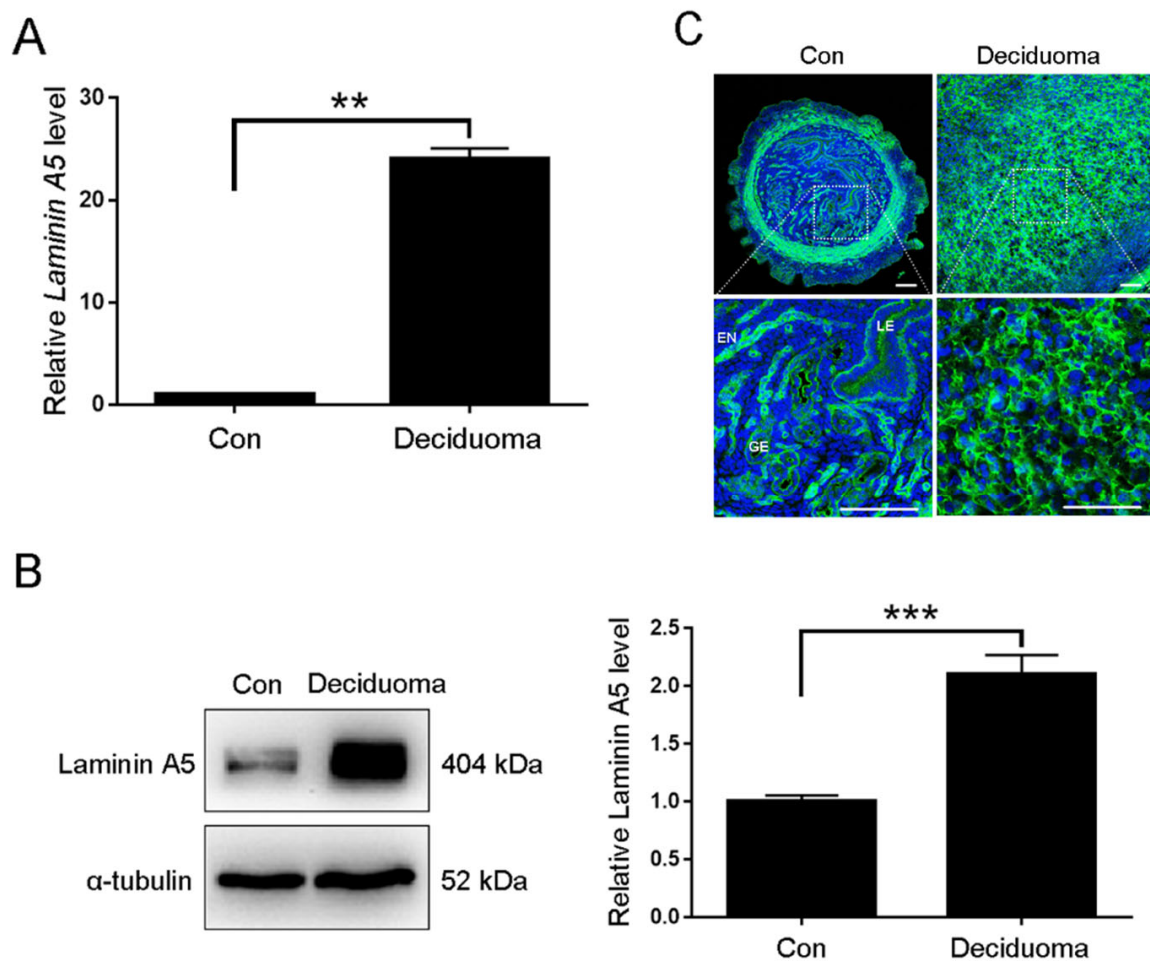 A
Relative Laminin A5 level
30
20
10
0
**
Con
Deciduoma
C
Con
Deciduoma
EN
LE
GE
B
Con
Deciduoma
Laminin A5
404 kDa
α-tubulin
52 kDa
Relative Laminin A5 level
2.5
2.0
1.5
1.0
0.5
0.0
***
Con
Deciduoma